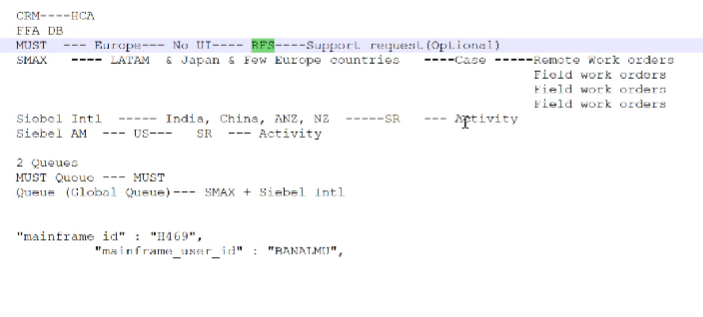 CRM----HCA
FFA DB
MUST --- Europe--- No UI---- RFS----Support request(Optional)
SMAX ---- LATAM & Japan & Few Europe countries ----Case -----Remote Work orders
Field work orders
Field work orders
Field work orders
Siebel Intl ----- India, China, ANZ, NZ -----SR --- Activity
Siebel AM --- US--- SR --- Activity
2 Queues
MUST Queue --- MUST
Queue (Global Queue)--- SMAX + Siebel Intl
"mainframe id" : "H469",
"mainframe_user_id" : "BANALMU",